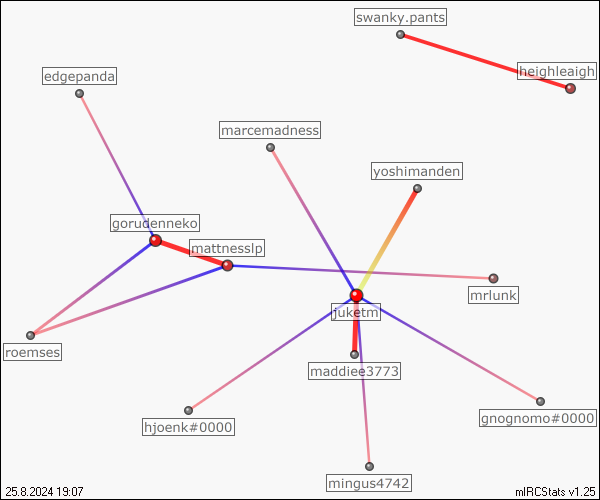 swanky.pants
heighleaigh
edgepanda
marcemadness
yoshimanden
gorudenneko
mattnesslp
mrlunk
juketm
roemses
maddiee3773
hjoenk#0000
gnognomo#0000
mingus4742
25.8.2024 19:07
mIRCStats v1.25